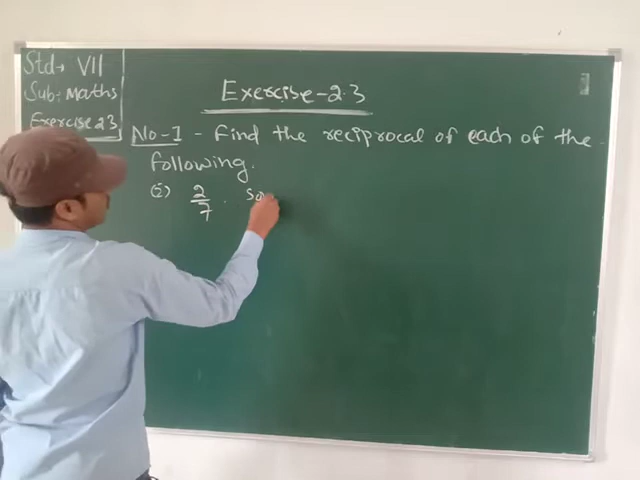 Std → VII
Sub: Maths
Exercise 2.3
Exercise-2.3
No-1 - Find the reciprocal of each of the
following.
(i) 2/7. So